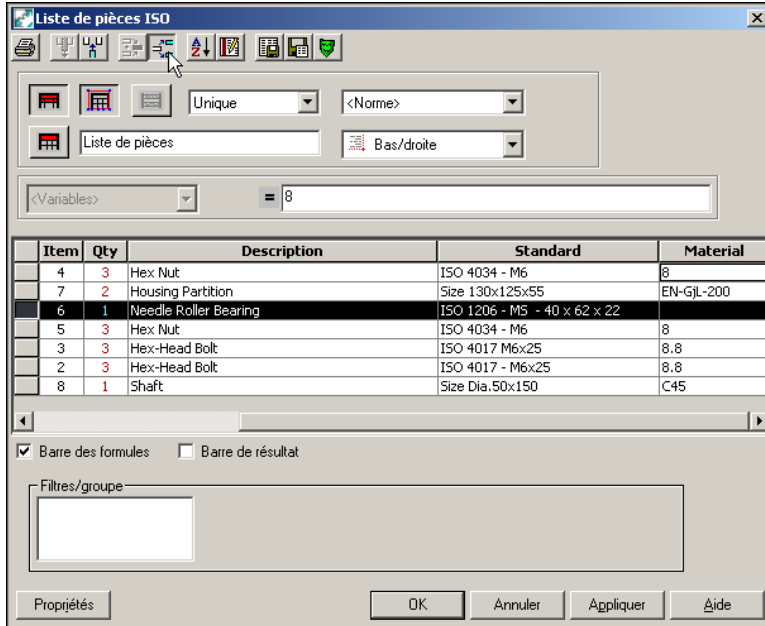 Liste de pièces ISO
Unique <Norme>
Liste de pièces Bas/droite
<Variables> = 8
Item Qty Description Standard Material
4 3 Hex Nut ISO 4034 - M6 8
7 2 Housing Partition Size 130x125x55 EN-GjL-200
6 1 Needle Roller Bearing ISO 1206 - MS - 40 x 62 x 22
5 3 Hex Nut ISO 4034 - M6 8
3 3 Hex-Head Bolt ISO 4017 M6x25 8.8
2 3 Hex-Head Bolt ISO 4017 - M6x25 8.8
8 1 Shaft Size Dia.50x150 C45
Barre des formules Barre de résultat
Filtres/groupe
Propriétés OK Annuler Appliquer Aide